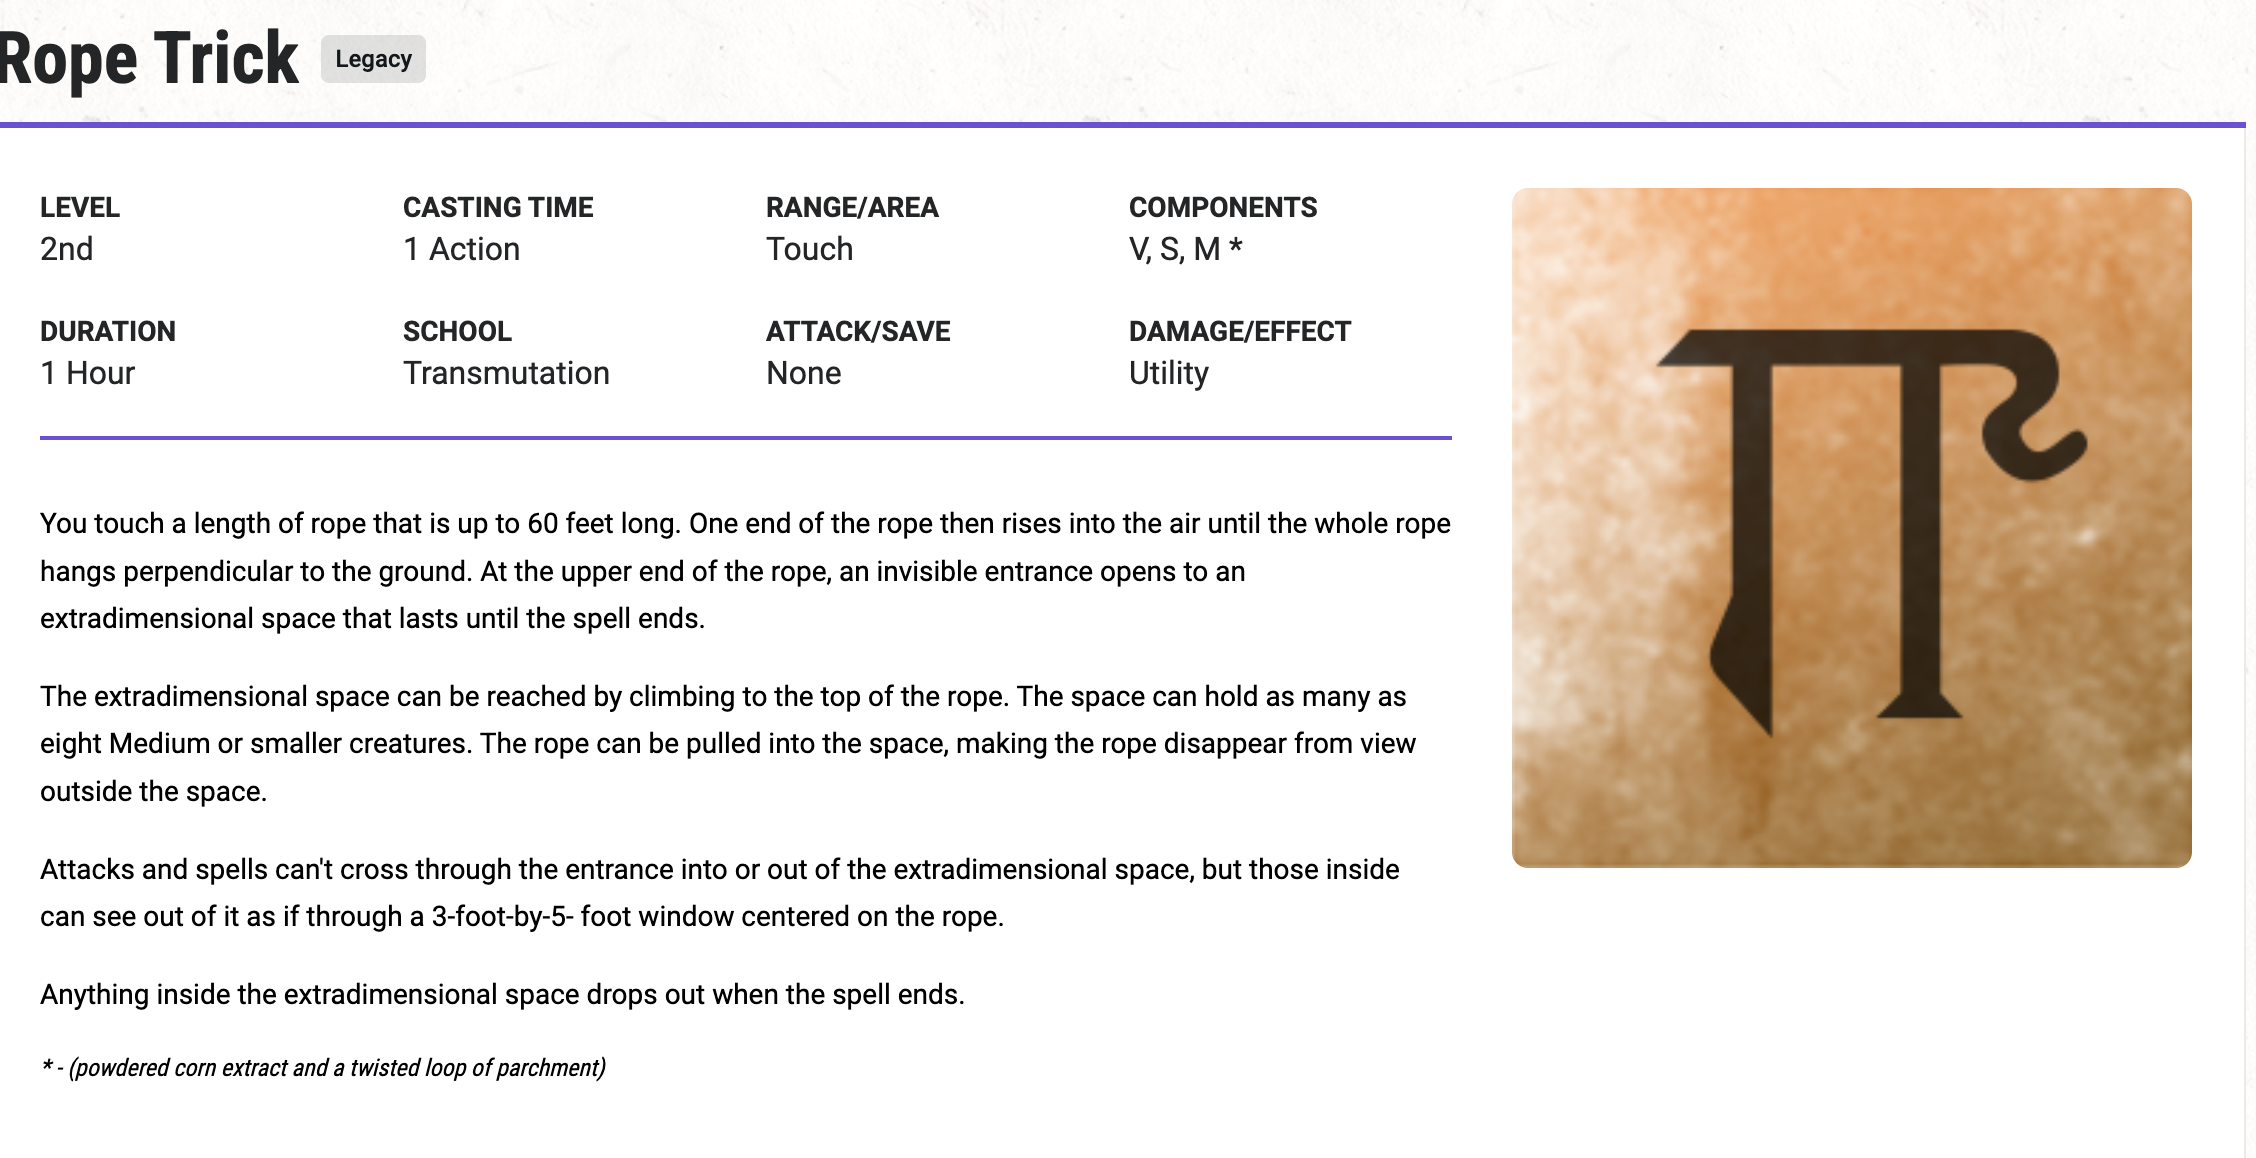 Rope Trick Legacy
LEVEL CASTING TIME RANGE/AREA COMPONENTS
2nd 1 Action Touch V, S, M *
DURATION SCHOOL ATTACK/SAVE DAMAGE/EFFECT
1 Hour Transmutation None Utility
You touch a length of rope that is up to 60 feet long. One end of the rope then rises into the air until the whole rope
hangs perpendicular to the ground. At the upper end of the rope, an invisible entrance opens to an
extradimensional space that lasts until the spell ends.
The extradimensional space can be reached by climbing to the top of the rope. The space can hold as many as
eight Medium or smaller creatures. The rope can be pulled into the space, making the rope disappear from view
outside the space.
Attacks and spells can't cross through the entrance into or out of the extradimensional space, but those inside
can see out of it as if through a 3-foot-by-5- foot window centered on the rope.
Anything inside the extradimensional space drops out when the spell ends.
* - (powdered corn extract and a twisted loop of parchment)